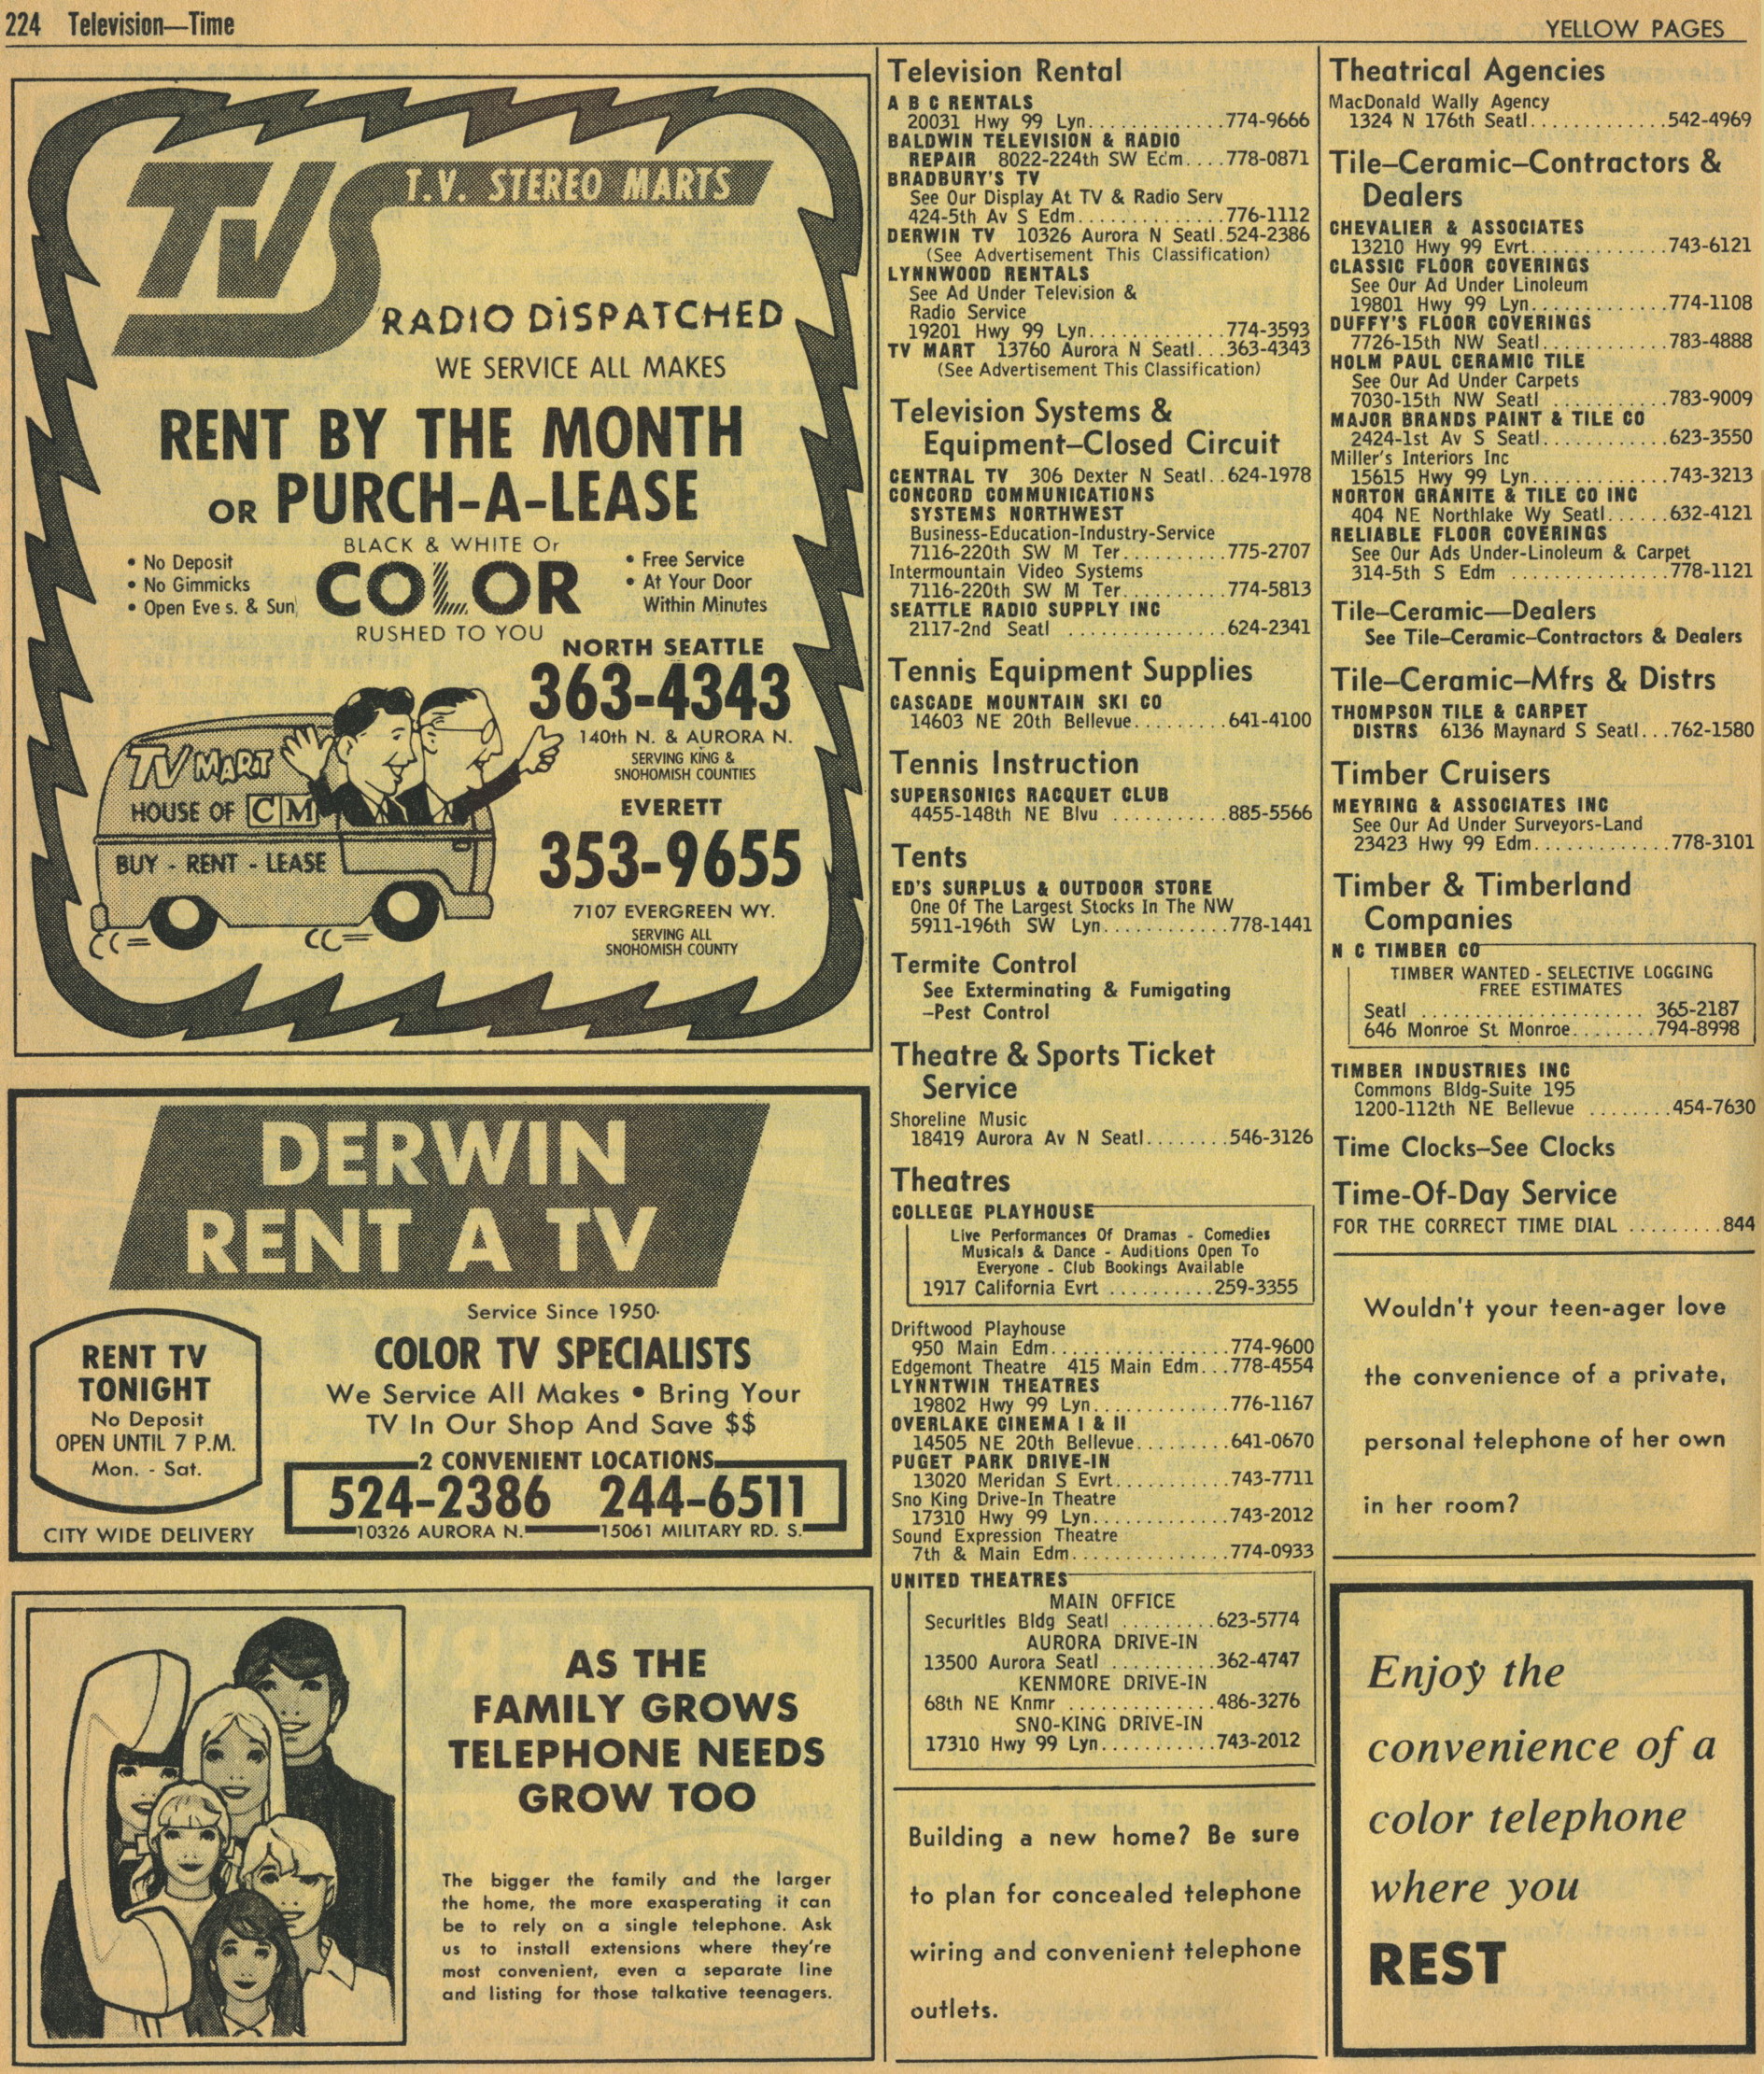 224 Television—Time
YELLOW PAGES
TVS
T.V. STEREO MARTS
RADIO DISPATCHED
WE SERVICE ALL MAKES
RENT BY THE MONTH
OR PURCH-A-LEASE
BLACK & WHITE Or
COLOR
RUSHED TO YOU
• No Deposit
• No Gimmicks
• Open Eves. & Sun
• Free Service
• At Your Door
Within Minutes
NORTH SEATTLE
363-4343
140th N. & AURORA N.
SERVING KING &
SNOHOMISH COUNTIES
EVERETT
353-9655
7107 EVERGREEN WY.
SERVING ALL
SNOHOMISH COUNTY
TV MART
HOUSE OF CM
BUY - RENT - LEASE
DERWIN
RENT A TV
Service Since 1950
COLOR TV SPECIALISTS
We Service All Makes • Bring Your
TV In Our Shop And Save $$
RENT TV
TONIGHT
No Deposit
OPEN UNTIL 7 P.M.
Mon. - Sat.
CITY WIDE DELIVERY
2 CONVENIENT LOCATIONS
524-2386 244-6511
10326 AURORA N. 15061 MILITARY RD. S.
AS THE
FAMILY GROWS
TELEPHONE NEEDS
GROW TOO
The bigger the family and the larger
the home, the more exasperating it can
be to rely on a single telephone. Ask
us to install extensions where they're
most convenient, even a separate line
and listing for those talkative teenagers.
Television Rental
A B C RENTALS
20031 Hwy 99 Lyn.............774-9666
BALDWIN TELEVISION & RADIO
REPAIR 8022-224th SW Edm....778-0871
BRADBURY'S TV
See Our Display At TV & Radio Serv
424-5th Av S Edm..............776-1112
DERWIN TV 10326 Aurora N Seatl.524-2386
(See Advertisement This Classification)
LYNNWOOD RENTALS
See Ad Under Television &
Radio Service
19201 Hwy 99 Lyn.............774-3593
TV MART 13760 Aurora N Seatl...363-4343
(See Advertisement This Classification)
Television Systems &
Equipment—Closed Circuit
CENTRAL TV 306 Dexter N Seatl..624-1978
CONCORD COMMUNICATIONS
SYSTEMS NORTHWEST
Business-Education-Industry-Service
7116-220th SW M Ter..........775-2707
Intermountain Video Systems
7116-220th SW M Ter..........774-5813
SEATTLE RADIO SUPPLY INC
2117-2nd Seatl ...............624-2341
Tennis Equipment Supplies
CASCADE MOUNTAIN SKI CO
14603 NE 20th Bellevue.........641-4100
Tennis Instruction
SUPERSONICS RACQUET CLUB
4455-148th NE Blvu ...........885-5566
Tents
ED'S SURPLUS & OUTDOOR STORE
One Of The Largest Stocks In The NW
5911-196th SW Lyn............778-1441
Termite Control
See Exterminating & Fumigating
—Pest Control
Theatre & Sports Ticket
Service
Shoreline Music
18419 Aurora Av N Seatl........546-3126
Theatres
COLLEGE PLAYHOUSE
Live Performances Of Dramas - Comedies
Musicals & Dance - Auditions Open To
Everyone - Club Bookings Available
1917 California Evrt ..........259-3355
Driftwood Playhouse
950 Main Edm.................774-9600
Edgemont Theatre 415 Main Edm...778-4554
LYNNTWIN THEATRES
19802 Hwy 99 Lyn.............776-1167
OVERLAKE CINEMA I & II
14505 NE 20th Bellevue.........641-0670
PUGET PARK DRIVE-IN
13020 Meridan S Evrt...........743-7711
Sno King Drive-In Theatre
17310 Hwy 99 Lyn.............743-2012
Sound Expression Theatre
7th & Main Edm...............774-0933
UNITED THEATRES
MAIN OFFICE
Securities Bldg Seatl .........623-5774
AURORA DRIVE-IN
13500 Aurora Seatl ..........362-4747
KENMORE DRIVE-IN
68th NE Knmr ..............486-3276
SNO-KING DRIVE-IN
17310 Hwy 99 Lyn...........743-2012
Building a new home? Be sure
to plan for concealed telephone
wiring and convenient telephone
outlets.
Theatrical Agencies
MacDonald Wally Agency
1324 N 176th Seatl.............542-4969
Tile—Ceramic—Contractors &
Dealers
CHEVALIER & ASSOCIATES
13210 Hwy 99 Evrt.............743-6121
CLASSIC FLOOR COVERINGS
See Our Ad Under Linoleum
19801 Hwy 99 Lyn.............774-1108
DUFFY'S FLOOR COVERINGS
7726-15th NW Seatl............783-4888
HOLM PAUL CERAMIC TILE
See Our Ad Under Carpets
7030-15th NW Seatl ...........783-9009
MAJOR BRANDS PAINT & TILE CO
2424-1st Av S Seatl............623-3550
Miller's Interiors Inc
15615 Hwy 99 Lyn.............743-3213
NORTON GRANITE & TILE CO INC
404 NE Northlake Wy Seatl......632-4121
RELIABLE FLOOR COVERINGS
See Our Ads Under-Linoleum & Carpet
314-5th S Edm ...............778-1121
Tile—Ceramic—Dealers
See Tile—Ceramic—Contractors & Dealers
Tile—Ceramic—Mfrs & Distrs
THOMPSON TILE & CARPET
DISTRS 6136 Maynard S Seatl...762-1580
Timber Cruisers
MEYRING & ASSOCIATES INC
See Our Ad Under Surveyors-Land
23423 Hwy 99 Edm.............778-3101
Timber & Timberland
Companies
N C TIMBER CO
TIMBER WANTED - SELECTIVE LOGGING
FREE ESTIMATES
Seatl ...................... 365-2187
646 Monroe St Monroe........794-8998
TIMBER INDUSTRIES INC
Commons Bldg-Suite 195
1200-112th NE Bellevue ........454-7630
Time Clocks—See Clocks
Time-Of-Day Service
FOR THE CORRECT TIME DIAL .........844
Wouldn't your teen-ager love
the convenience of a private,
personal telephone of her own
in her room?
Enjoy the
convenience of a
color telephone
where you
REST